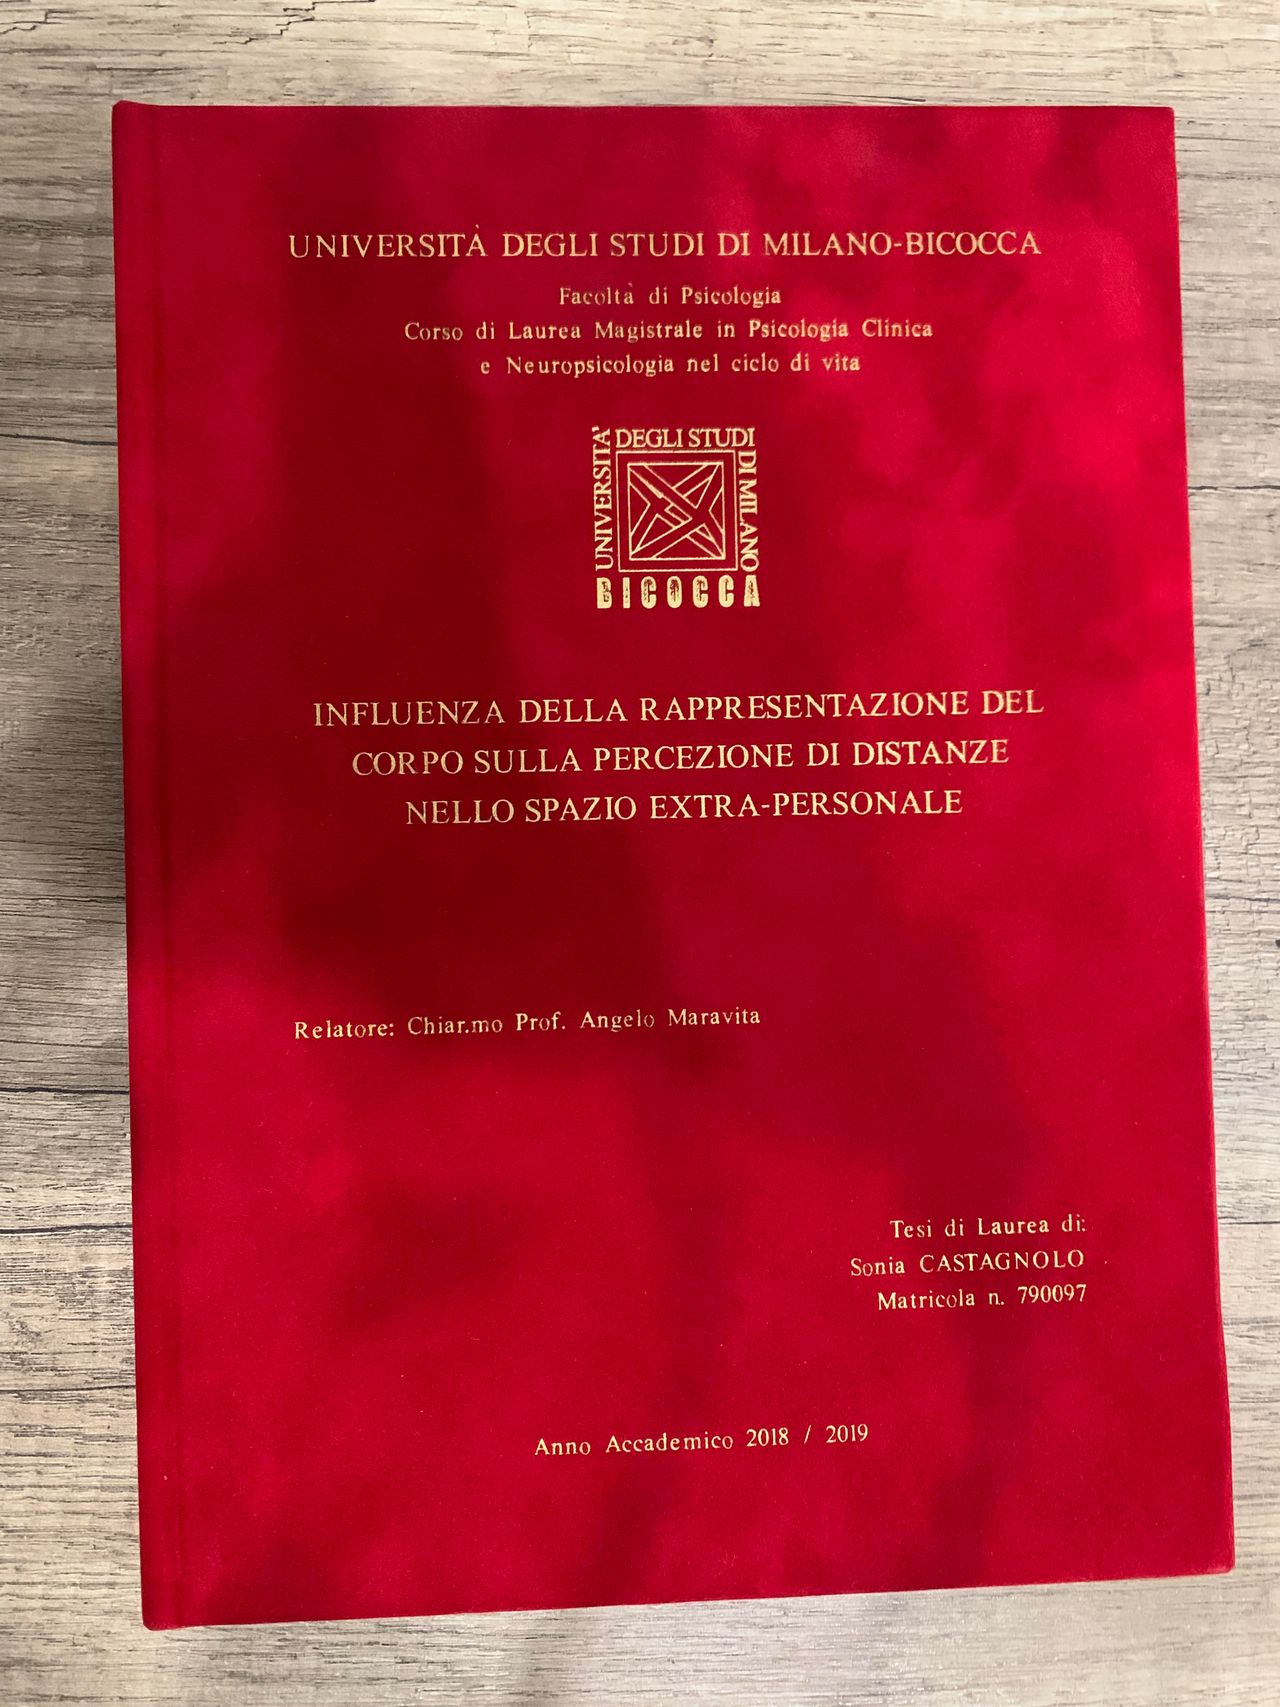 UNIVERSITÀ DEGLI STUDI DI MILANO-BICOCCA
Facoltà di Psicologia
Corso di Laurea Magistrale in Psicologia Clinica
e Neuropsicologia nel ciclo di vita
UNIVERSITA'
DEGLI STUDI
DI MILANO
BICOCCA
INFLUENZA DELLA RAPPRESENTAZIONE DEL
CORPO SULLA PERCEZIONE DI DISTANZE
NELLO SPAZIO EXTRA-PERSONALE
Relatore: Chiar.mo Prof. Angelo Maravita
Tesi di Laurea di:
Sonia CASTAGNOLO
Matricola n. 790097
Anno Accademico 2018 / 2019